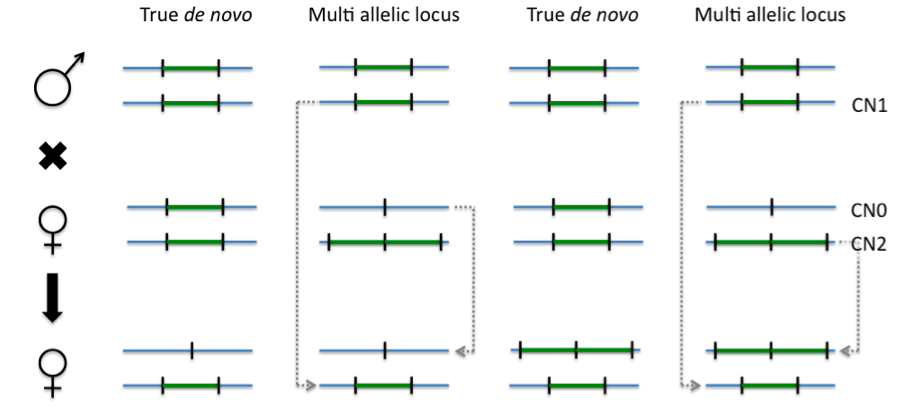 True de novo Multi allelic locus True de novo Multi allelic locus
CN1
CN0
CN2